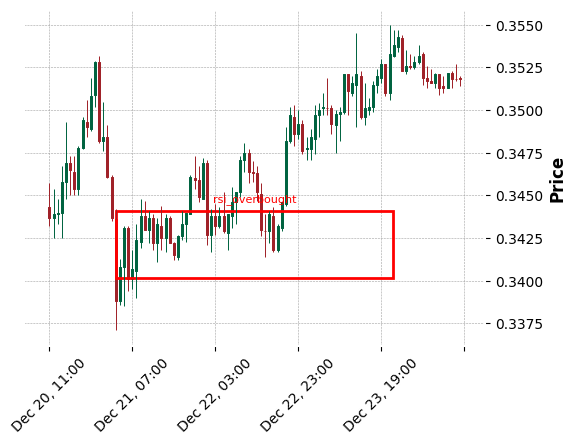 0.3550
0.3525
0.3500
0.3475
0.3450
0.3425
0.3400
0.3375
Price
rsi_overbought
Dec 20, 11:00
Dec 21, 07:00
Dec 22, 03:00
Dec 22, 23:00
Dec 23, 19:00